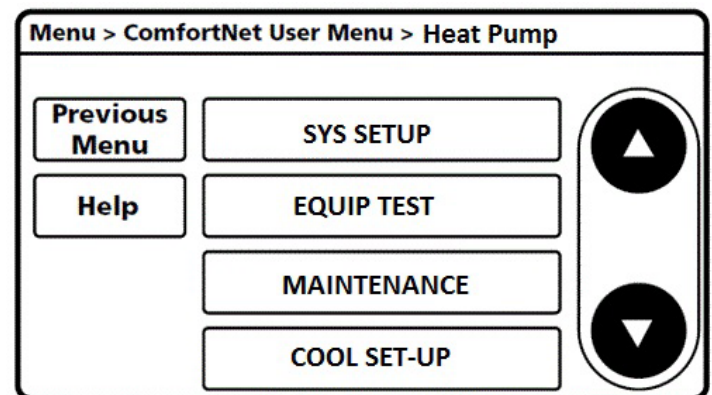 Menu > ComfortNet User Menu > Heat Pump
Previous
Menu
SYS SETUP
Help
EQUIP TEST
MAINTENANCE
COOL SET-UP